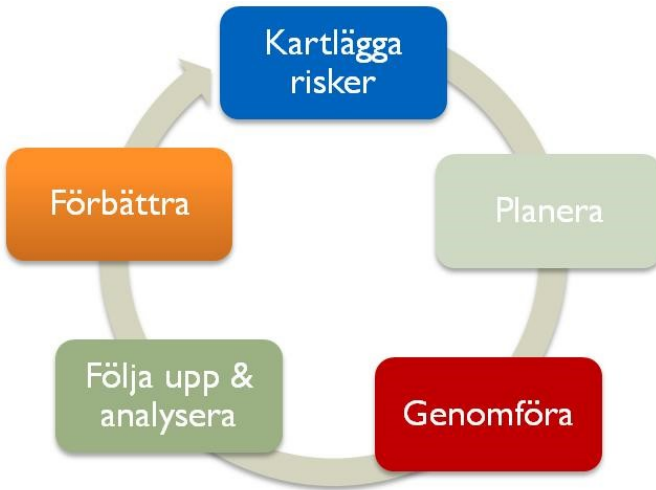 Kartlägga
risker
Planera
Genomföra
Följa upp &
analysera
Förbättra